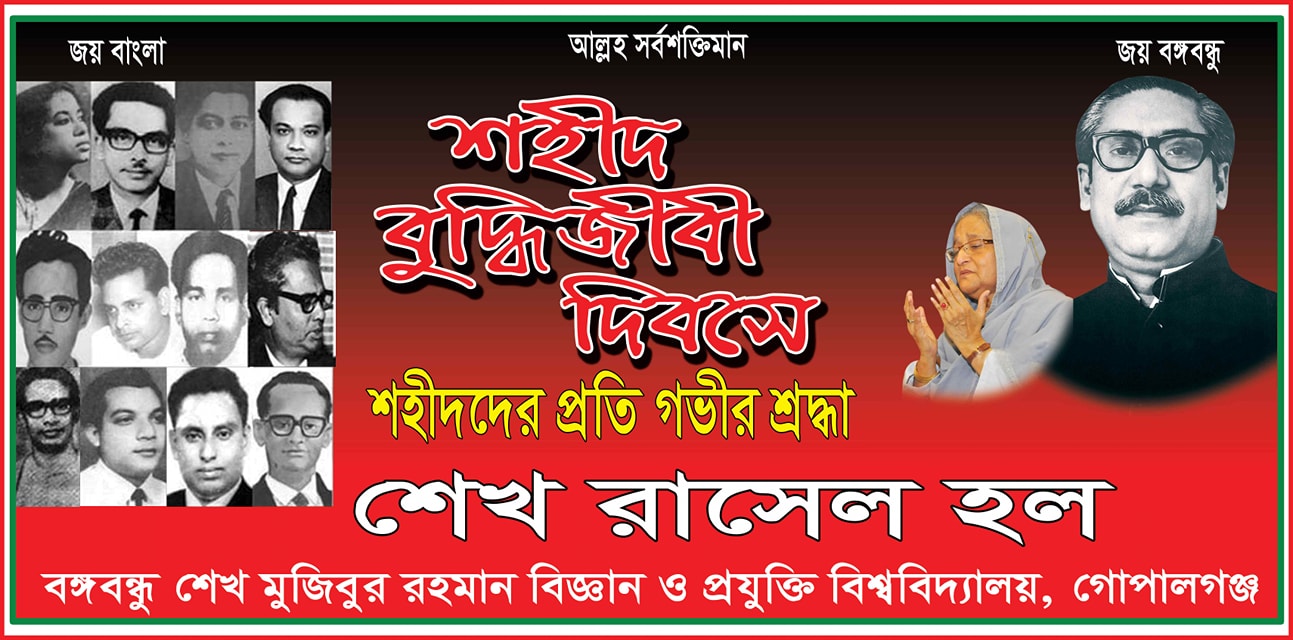 জয় বাংলা
আল্লহ সর্বশক্তিমান
জয় বঙ্গবন্ধু
শহীদ
বুদ্ধিজীবী
দিবসে
শহীদদের প্রতি গভীর শ্রদ্ধা
শেখ রাসেল হল
বঙ্গবন্ধু শেখ মুজিবুর রহমান বিজ্ঞান ও প্রযুক্তি বিশ্ববিদ্যালয়, গোপালগঞ্জ